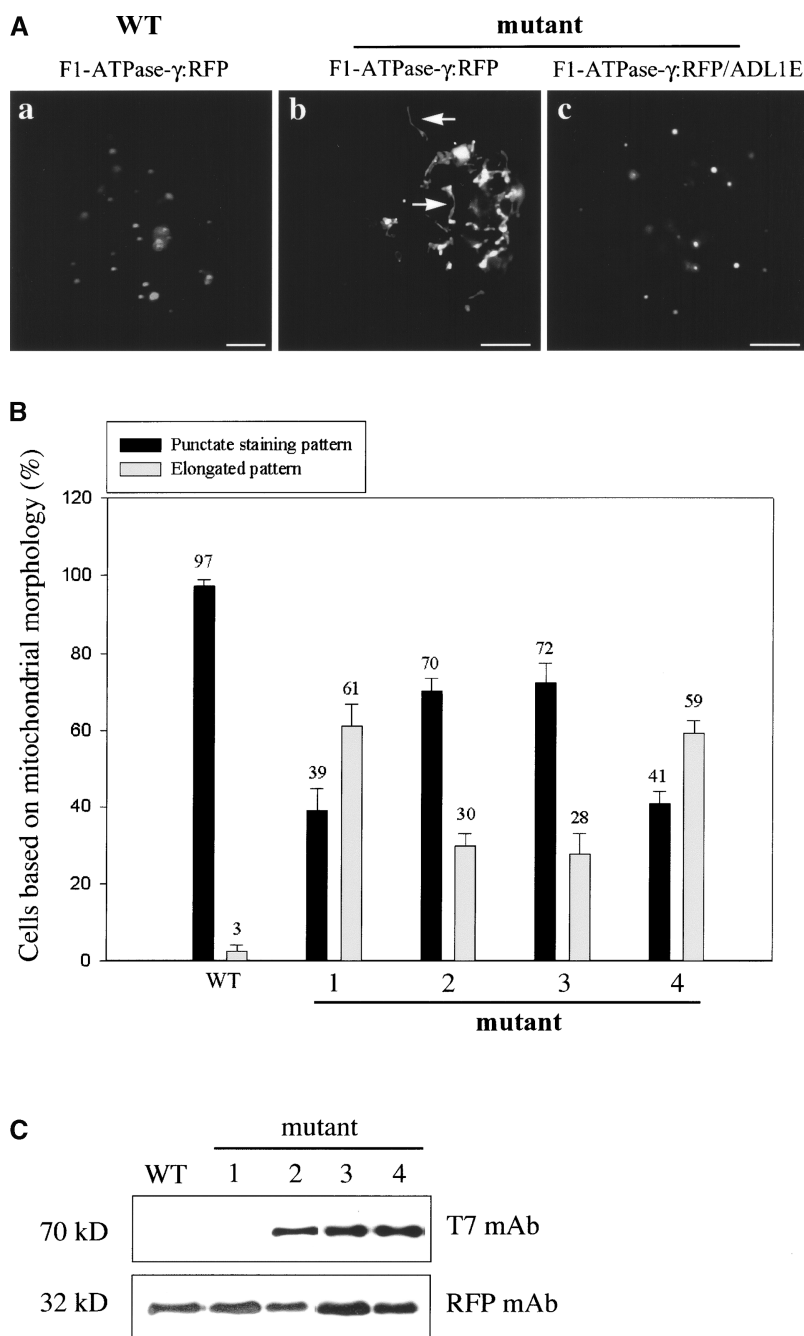 A
WT
mutant
F1-ATPase-γ:RFP
F1-ATPase-γ:RFP
F1-ATPase-γ:RFP/ADL1E
a
b
c
B
Punctate staining pattern
Elongated pattern
Cells based on mitochondrial morphology (%)
120
100
80
60
40
20
0
97
3
39
61
70
30
72
28
41
59
WT
1
2
3
4
mutant
C
mutant
WT 1 2 3 4
70 kD
T7 mAb
32 kD
RFP mAb